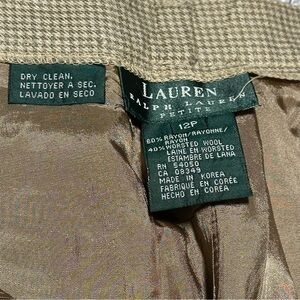 DRY CLEAN.
NETTOYER A SEC.
LAVADO EN SECO
LAUREN
RALPH LAUREN
PETITE
12P
60% RAYON/RAYONNE/
RAYON
40% WORSTED WOOL
LAINE EN WORSTED
ESTAMBRE DE LANA
RN 54050
CA 08349
MADE IN KOREA
FABRIQUE EN CORÉE
HECHO EN COREA